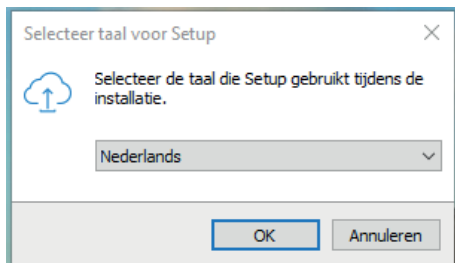 Selecteer taal voor Setup
Selecteer de taal die Setup gebruikt tijdens de
installatie.
Nederlands
OK
Annuleren